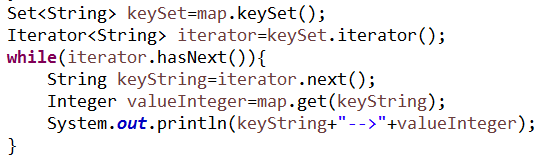 Set<String> keySet=map.keySet();
Iterator<String> iterator=keySet.iterator();
while(iterator.hasNext()){
    String keyString=iterator.next();
    Integer valueInteger=map.get(keyString);
    System.out.println(keyString+"-->"+valueInteger);
}